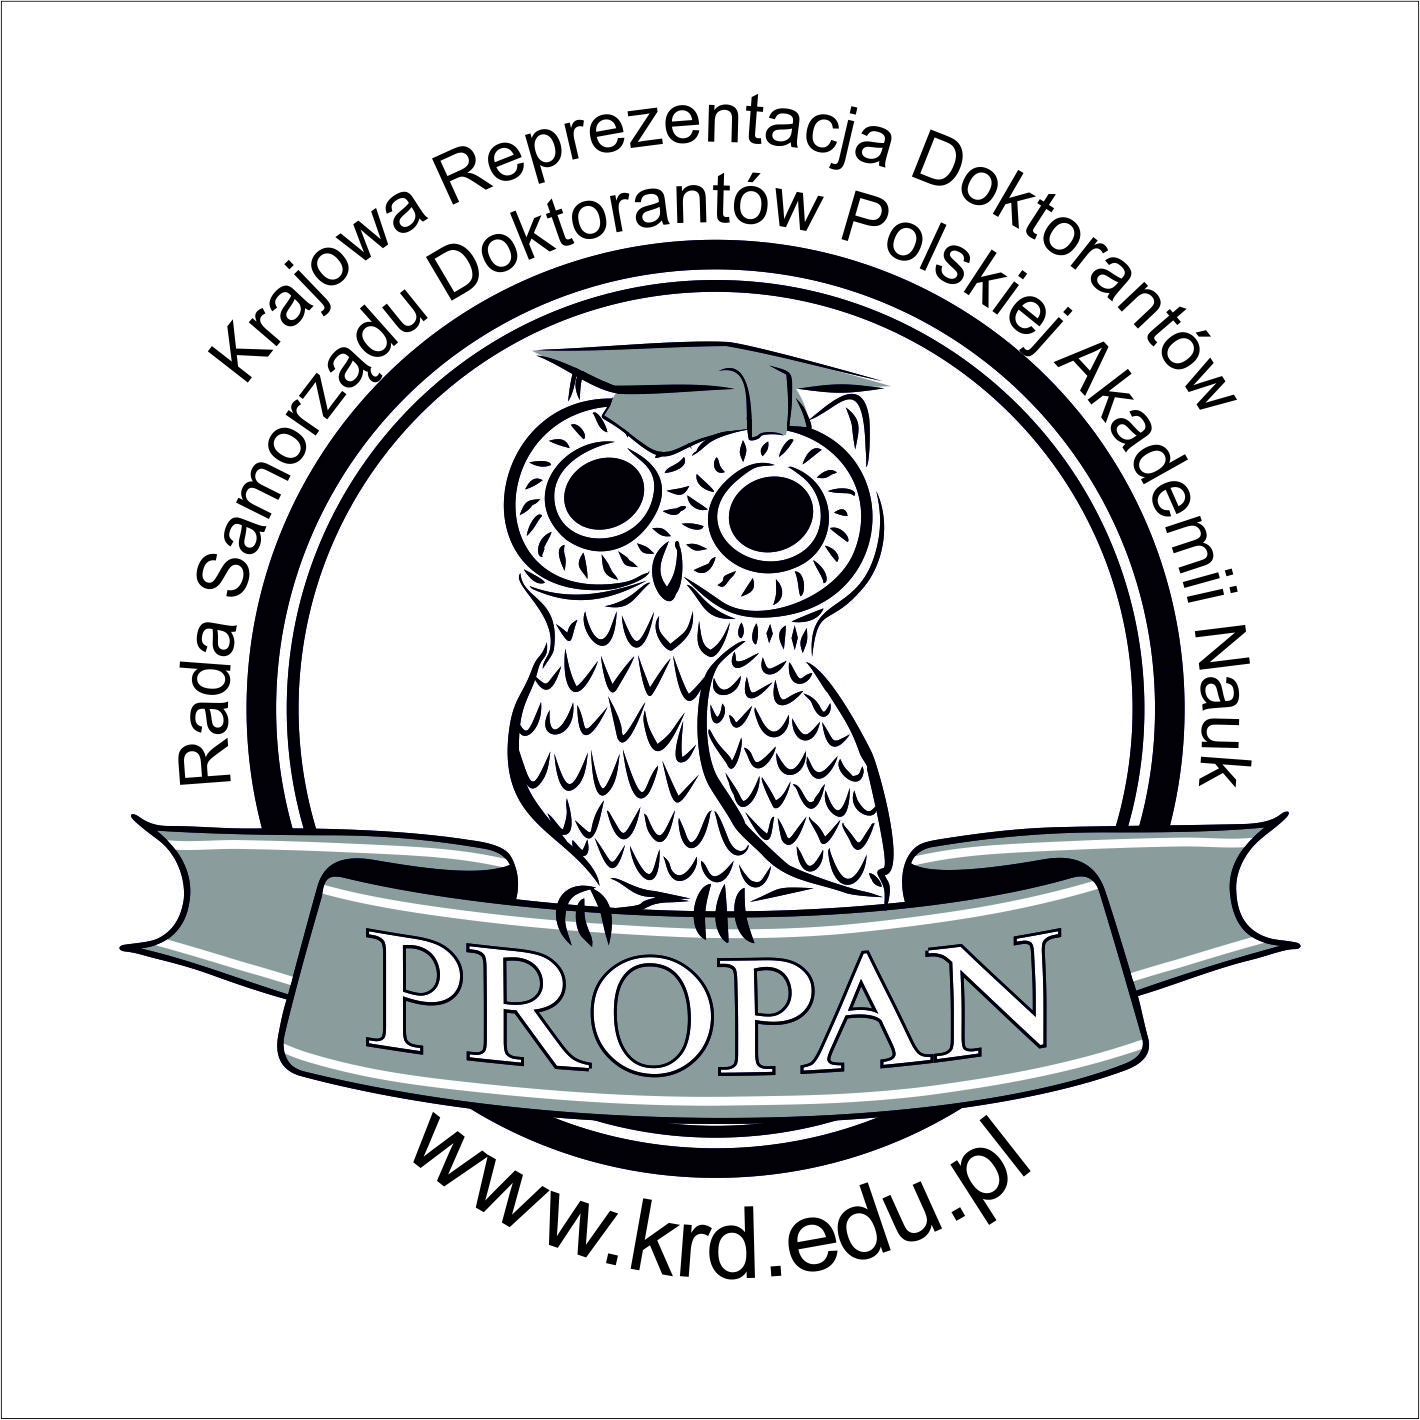 Krajowa Reprezentacja Doktorantów
Rada Samorządu Doktorantów Polskiej Akademii Nauk
PROPAN
www.krd.edu.pl